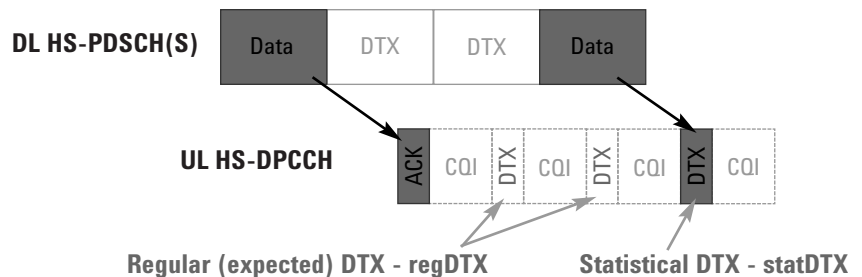 DL HS-PDSCH(S) Data DTX DTX Data
UL HS-DPCCH ACK CQI DTX CQI DTX CQI DTX CQI
Regular (expected) DTX - regDTX Statistical DTX - statDTX